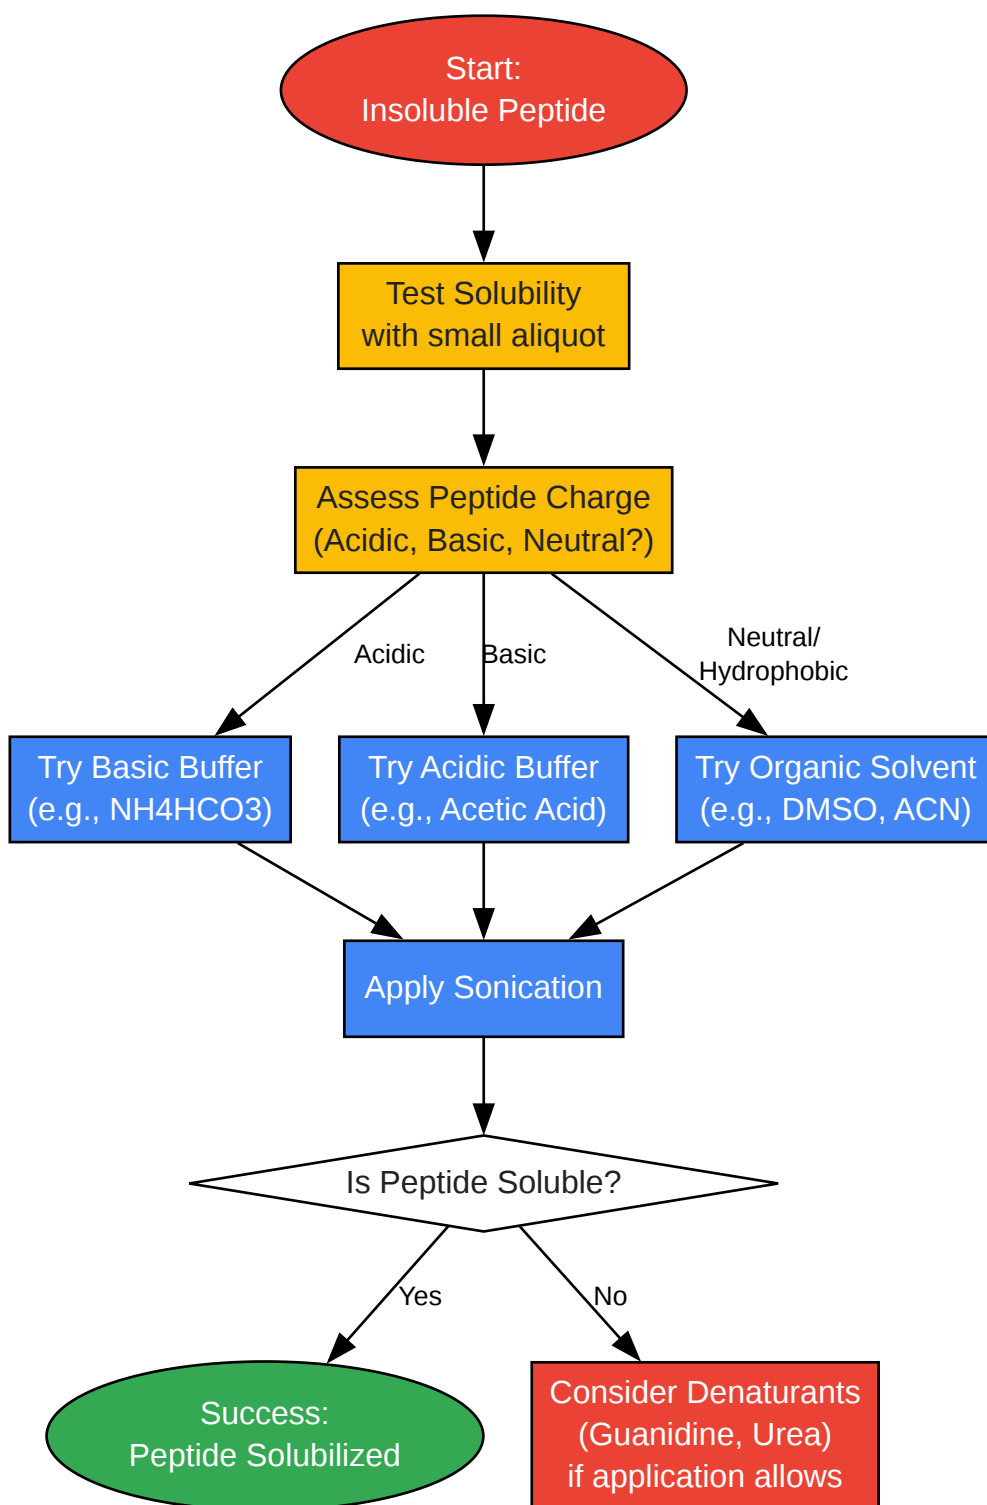 Start:
Insoluble Peptide
Test Solubility
with small aliquot
Assess Peptide Charge
(Acidic, Basic, Neutral?)
Acidic
Basic
Neutral/
Hydrophobic
Try Basic Buffer
(e.g., NH4HCO3)
Try Acidic Buffer
(e.g., Acetic Acid)
Try Organic Solvent
(e.g., DMSO, ACN)
Apply Sonication
Is Peptide Soluble?
Yes
No
Success:
Peptide Solubilized
Consider Denaturants
(Guanidine, Urea)
if application allows